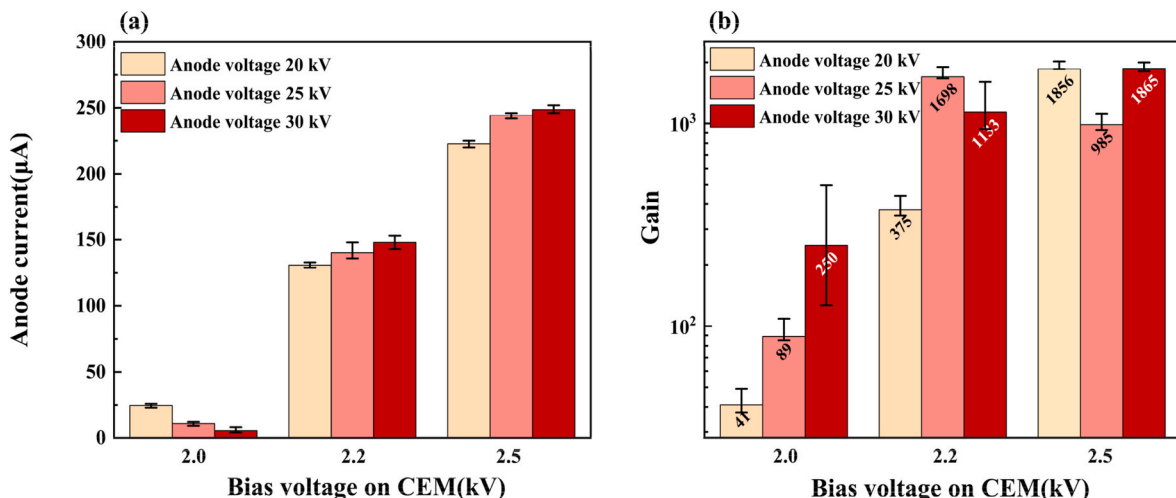 (a)
300
250
200
150
100
50
0
Anode current(μA)
Anode voltage 20 kV
Anode voltage 25 kV
Anode voltage 30 kV
2.0
2.2
2.5
Bias voltage on CEM(kV)
(b)
10³
10²
Gain
Anode voltage 20 kV
Anode voltage 25 kV
Anode voltage 30 kV
41
89
250
375
1698
1133
1856
985
1865
2.0
2.2
2.5
Bias voltage on CEM(kV)